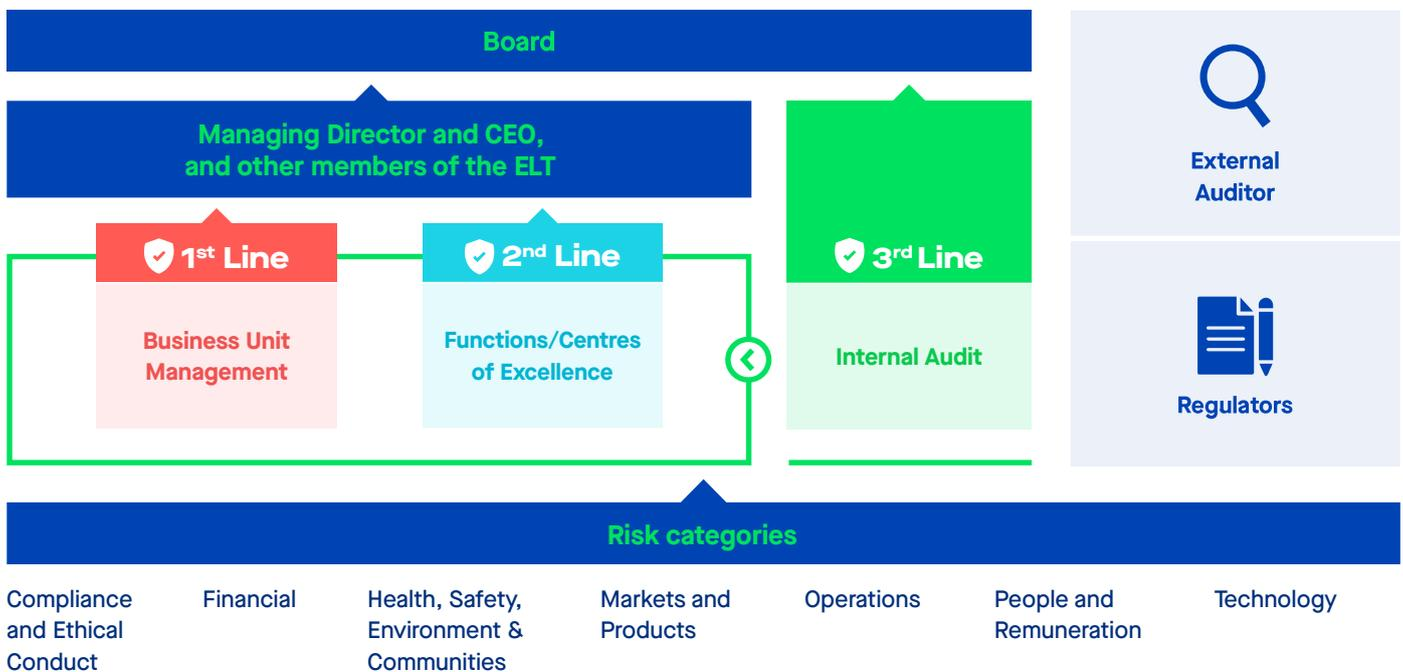 Board
Managing Director and CEO,
and other members of the ELT
1st Line
Business Unit
Management
2nd Line
Functions/Centres
of Excellence
3rd Line
Internal Audit
External
Auditor
Regulators
Risk categories
Compliance
and Ethical
Conduct
Financial
Health, Safety,
Environment &
Communities
Markets and
Products
Operations
People and
Remuneration
Technology